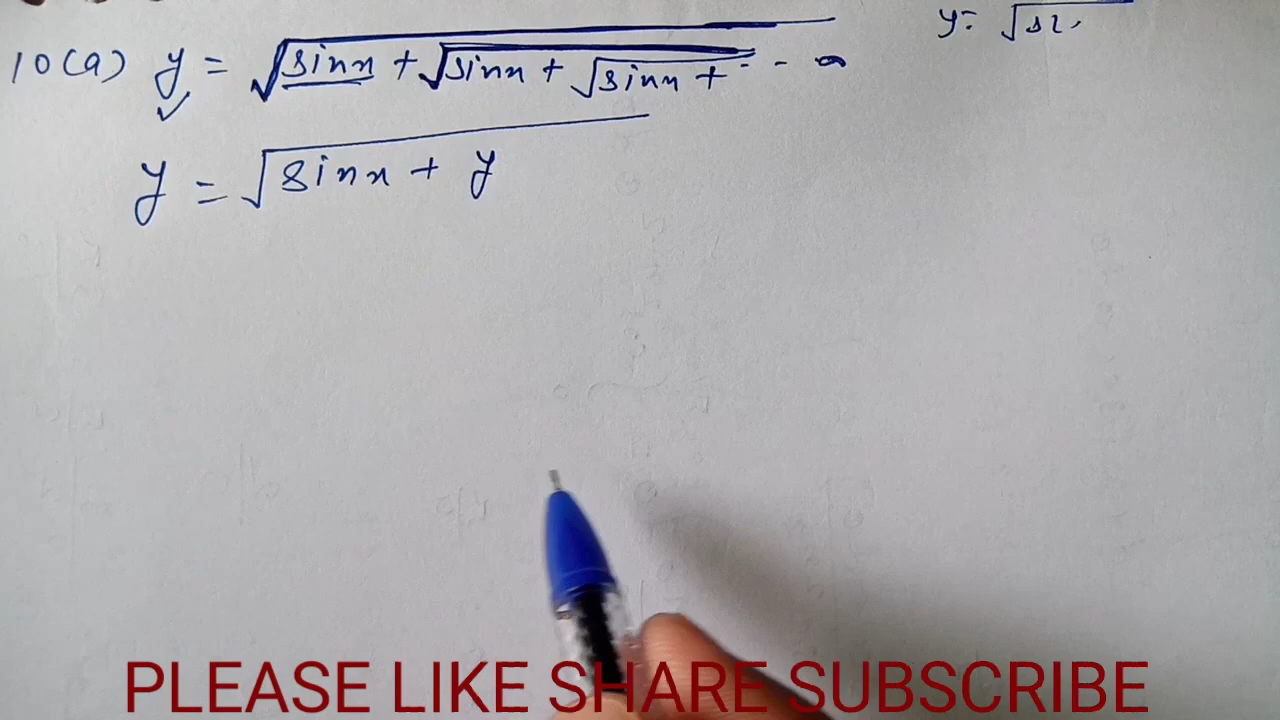 10(a) y = √sinx + √sinx + √sinx + - - ∞
y = √si
y = √sinx + y
PLEASE LIKE SHARE SUBSCRIBE